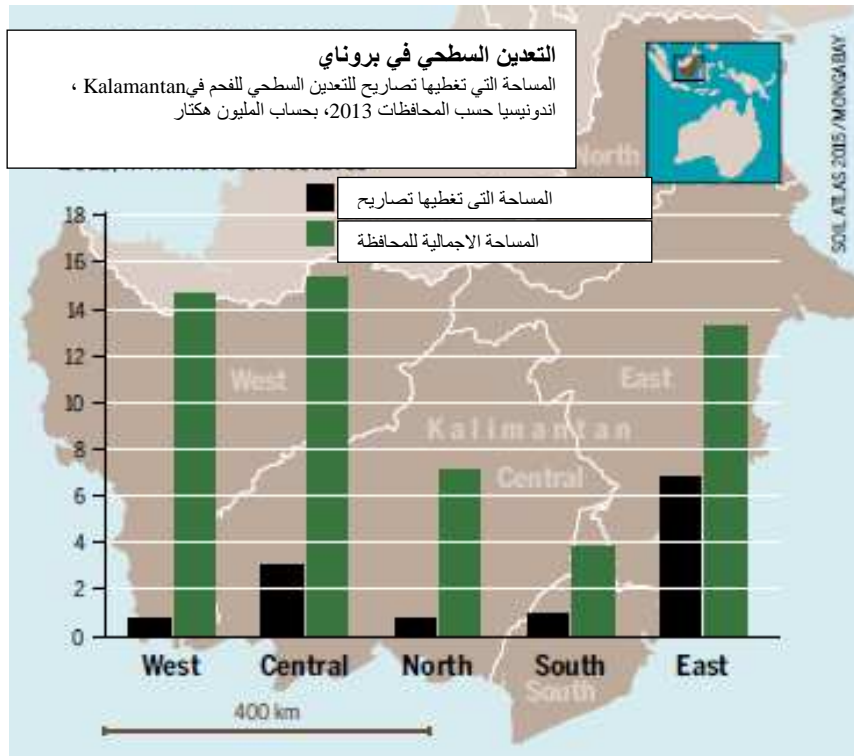 التعدين السطحي في بروناي
المساحة التي تغطيها تصاريح للتعدين السطحي للفحم في Kalamantan ،
اندونيسيا حسب المحافظات 2013، بحساب المليون هكتار
SOIL ATLAS 2015 / MONGABAY
North
المساحة التى تغطيها تصاريح
المساحة الاجمالية للمحافظة
18
16
14
12
10
8
6
4
2
0
West
East
Kalimantan
Central
West Central North South East
South
400 km